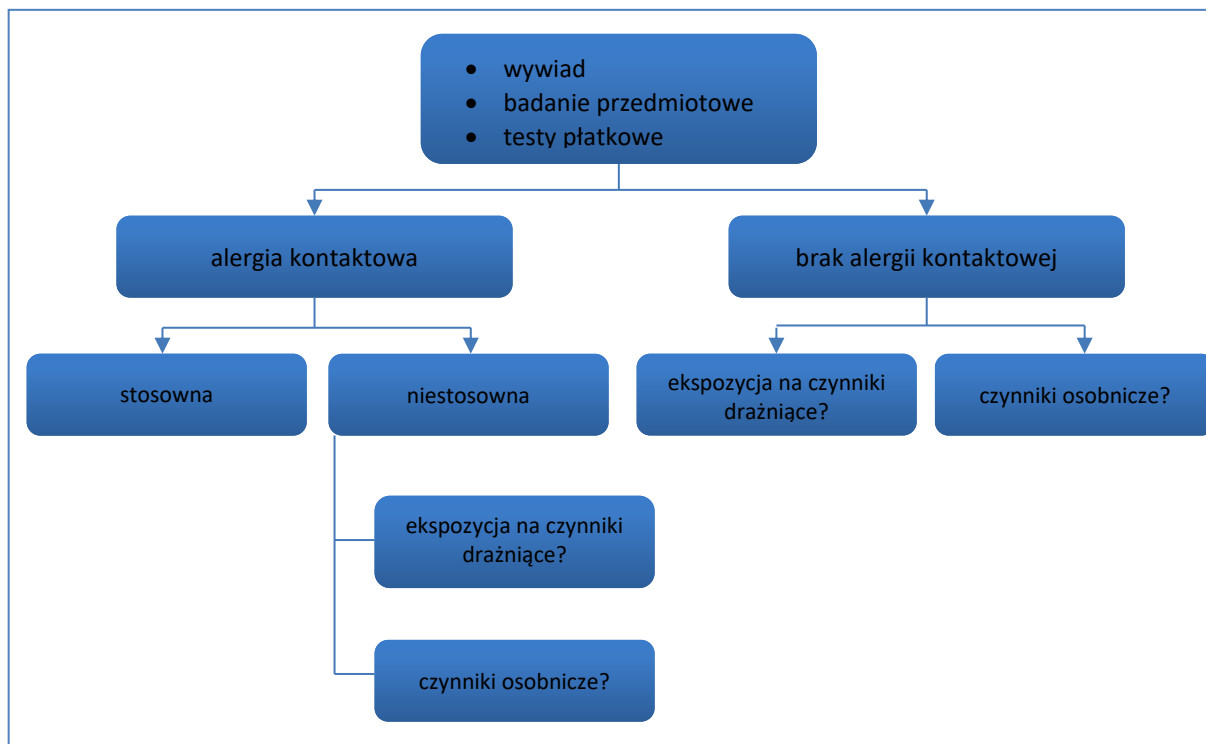 • wywiad
• badanie przedmiotowe
• testy płatkowe
alergia kontaktowa
brak alergii kontaktowej
stosowna
niestosowna
ekspozycja na czynniki
drażniące?
czynniki osobnicze?
ekspozycja na czynniki
drażniące?
czynniki osobnicze?